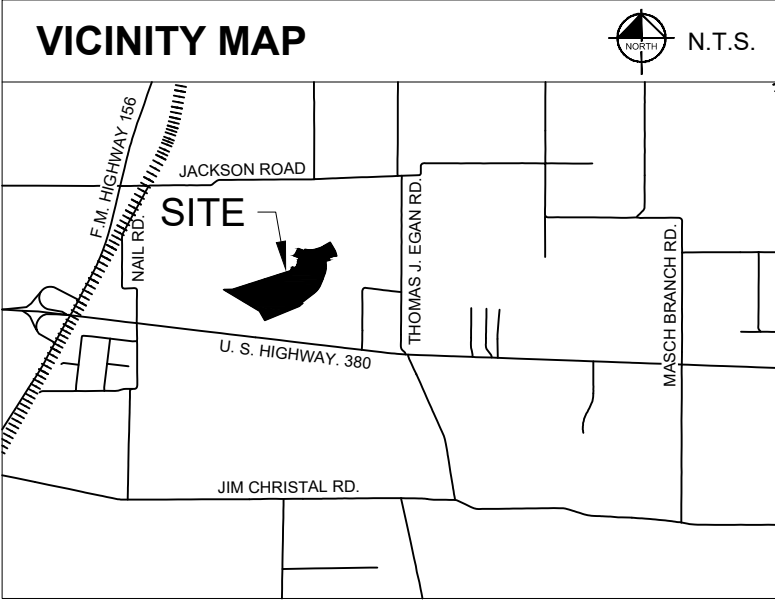 VICINITY MAP
NORTH
N.T.S.
F.M. HIGHWAY 156
JACKSON ROAD
NAIL RD.
SITE
THOMAS J. EGAN RD.
MASCH BRANCH RD.
U. S. HIGHWAY. 380
JIM CHRISTAL RD.